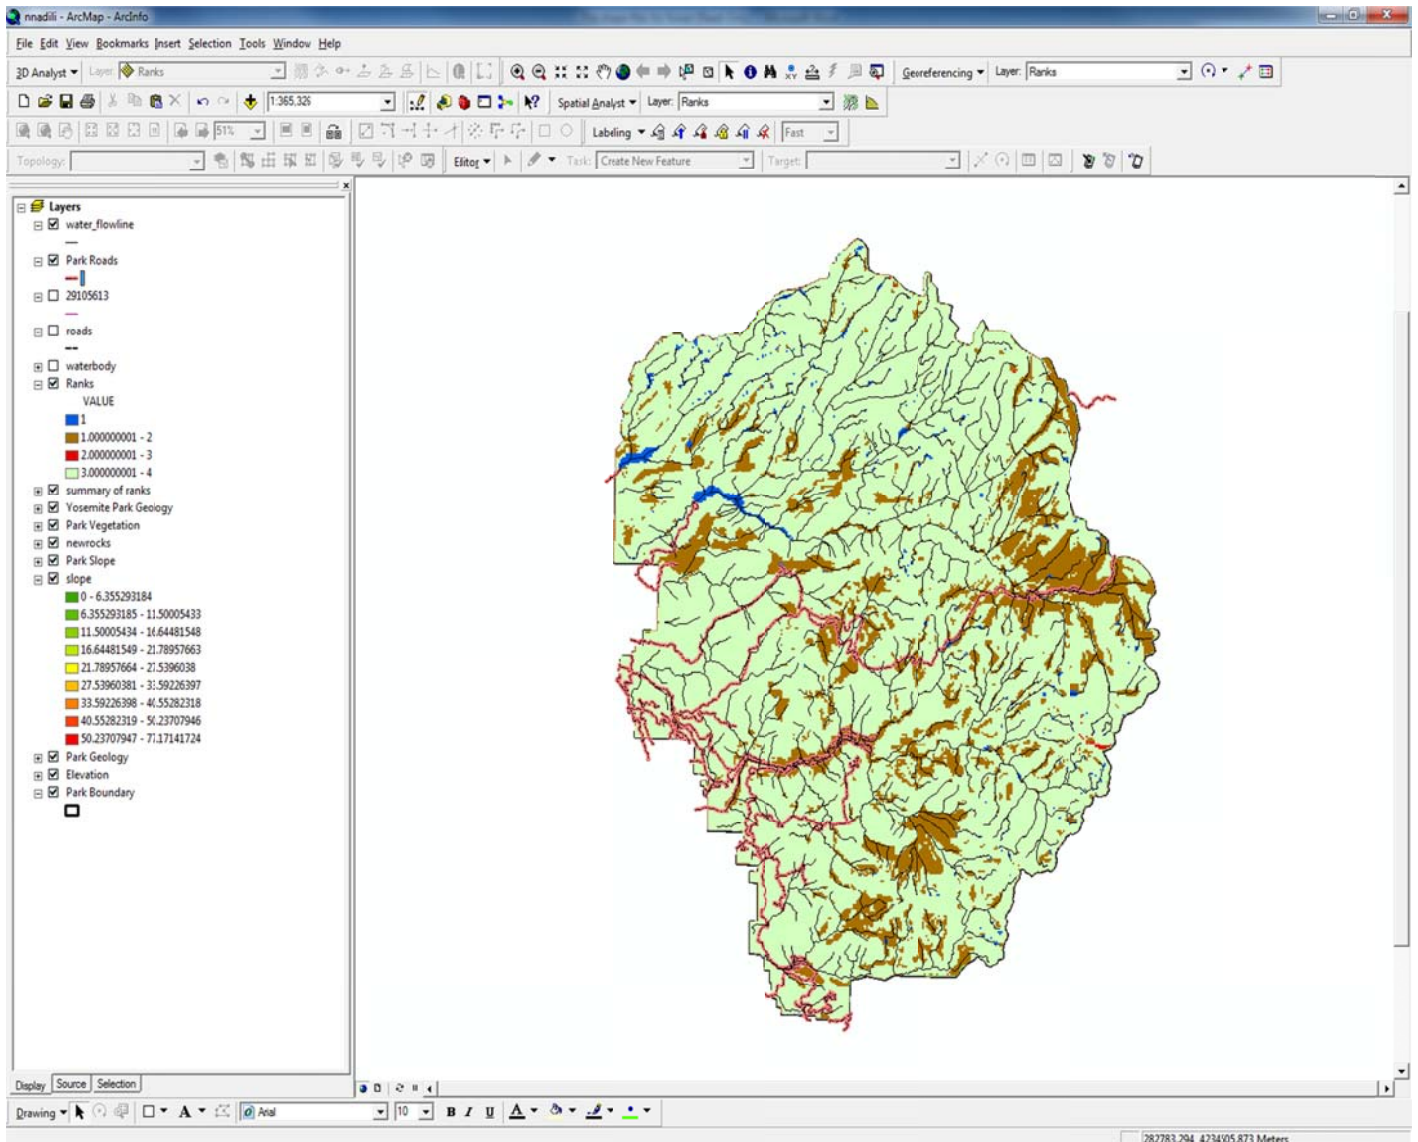 nnadili - ArcMap - ArcInfo
File Edit View Bookmarks Insert Selection Tools Window Help
3D Analyst Layer: Ranks Georeferencing Layer: Ranks
1:365,326 Spatial Analyst Layer: Ranks
51% Labeling Fast
Topology: Editor Task: Create New Feature Target:
Layers
water_flowline
Park Roads
29105613
roads
waterbody
Ranks
VALUE
1
1.000000001 - 2
2.000000001 - 3
3.000000001 - 4
summary of ranks
Yosemite Park Geology
Park Vegetation
newrocks
Park Slope
slope
0 - 6.355293184
6.355293185 - 11.50005433
11.50005434 - 16.64481548
16.64481549 - 21.78957663
21.78957664 - 27.5396038
27.53960381 - 33.59226397
33.59226398 - 40.55282318
40.55282319 - 50.23707946
50.23707947 - 77.17141724
Park Geology
Elevation
Park Boundary
Display Source Selection
Drawing A Arial 10 B I U A
282783.294 4234505.873 Meters